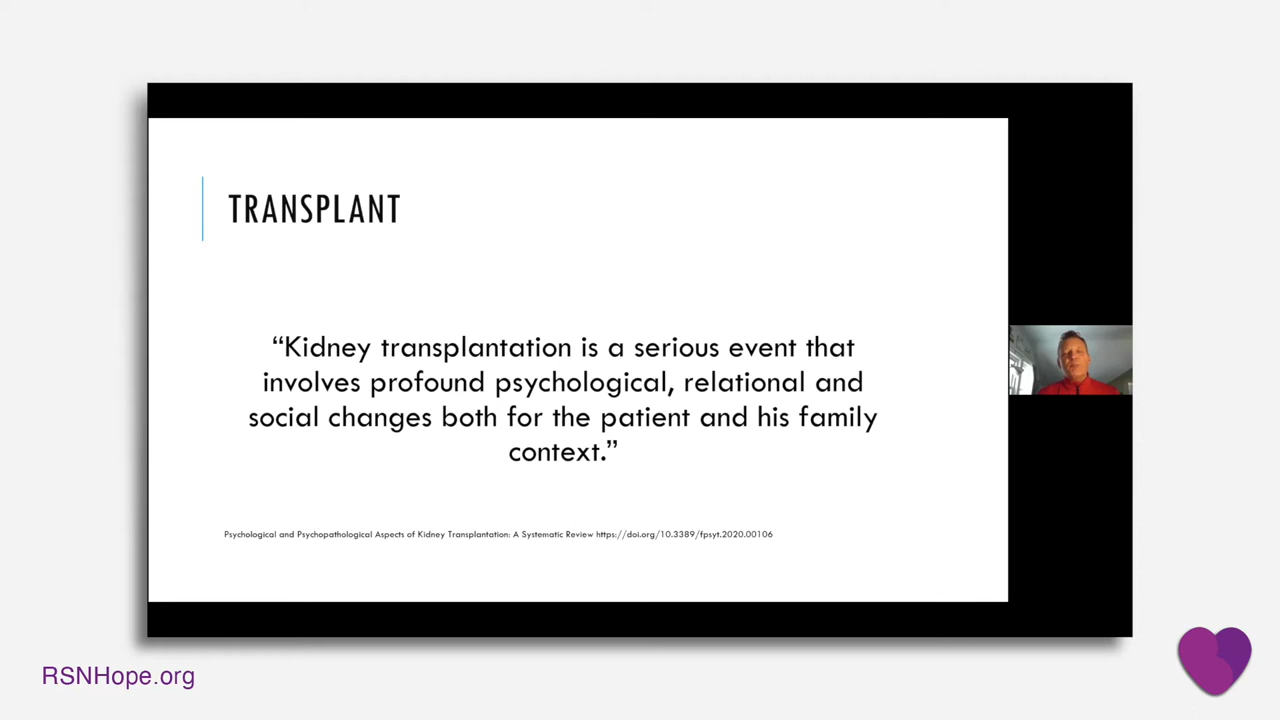 TRANSPLANT
“Kidney transplantation is a serious event that
involves profound psychological, relational and
social changes both for the patient and his family
context.”
Psychological and Psychopathological Aspects of Kidney Transplantation: A Systematic Review https://doi.org/10.3389/fpsyt.2020.00106
RSNHope.org